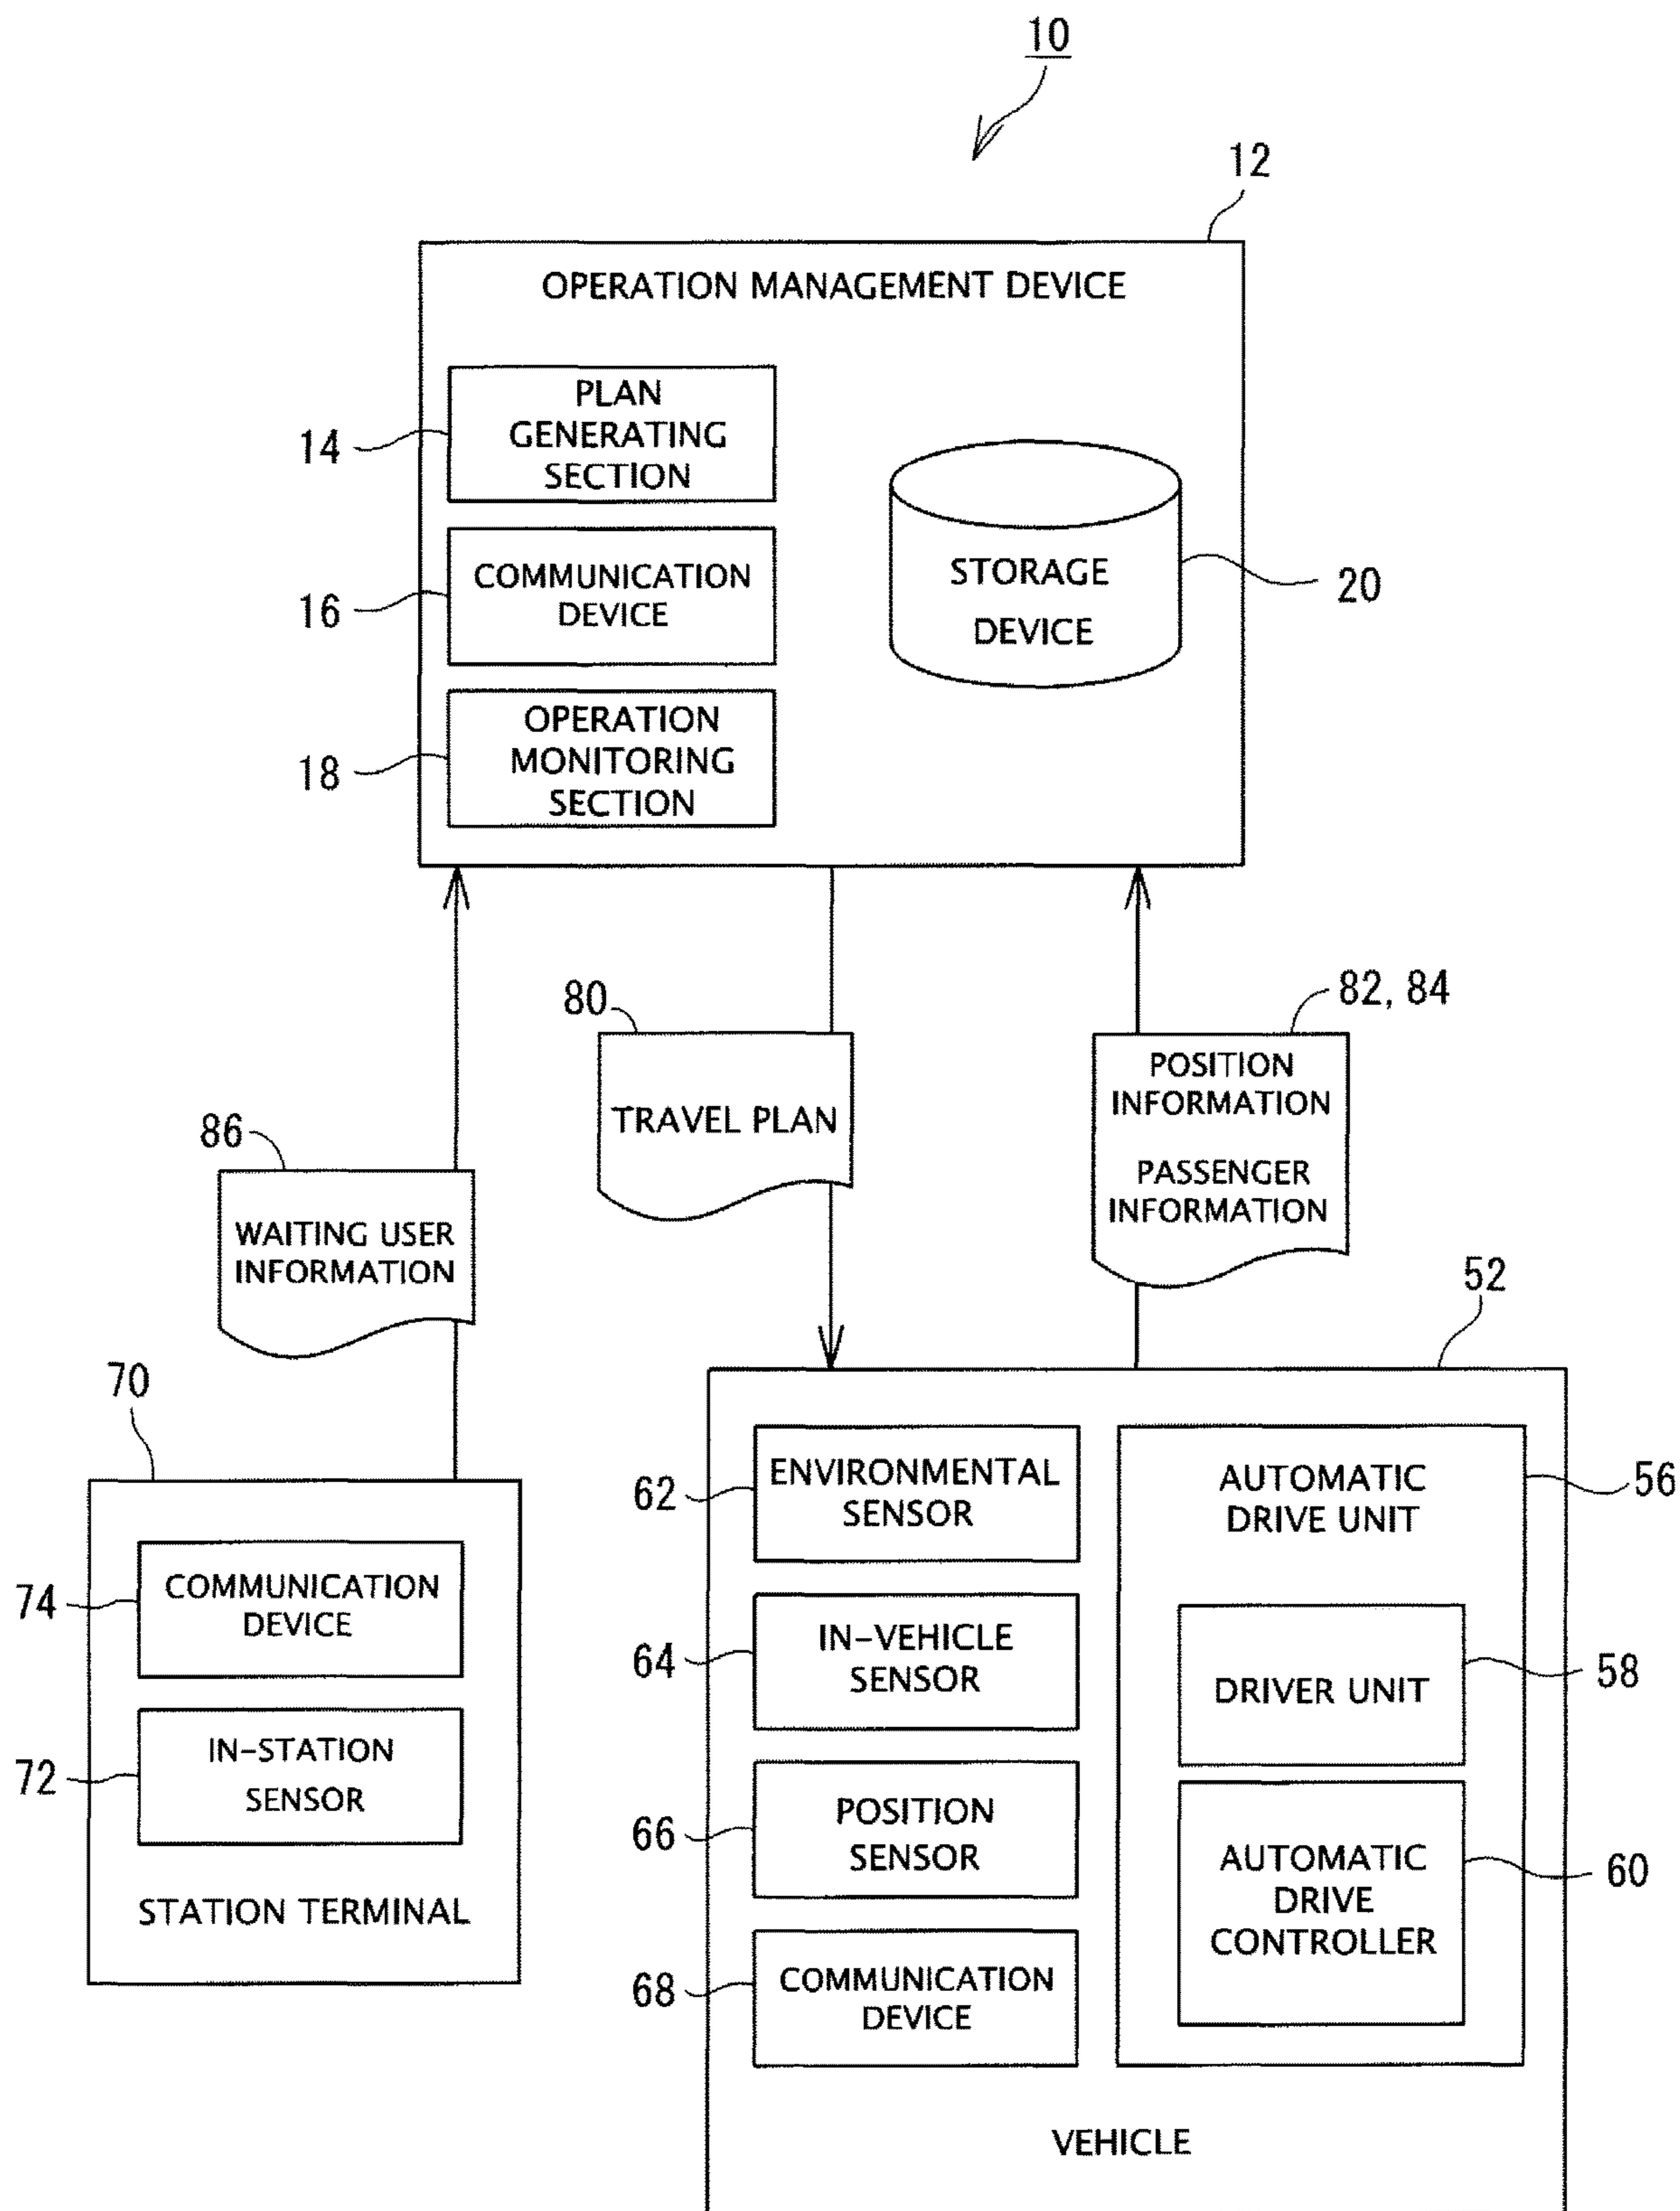 10
12
OPERATION MANAGEMENT DEVICE
PLAN
GENERATING
SECTION
14
COMMUNICATION
DEVICE
16
OPERATION
MONITORING
SECTION
18
STORAGE
DEVICE
20
80
TRAVEL PLAN
82, 84
POSITION
INFORMATION
PASSENGER
INFORMATION
86
WAITING USER
INFORMATION
70
74
COMMUNICATION
DEVICE
72
IN-STATION
SENSOR
STATION TERMINAL
52
62
ENVIRONMENTAL
SENSOR
64
IN-VEHICLE
SENSOR
66
POSITION
SENSOR
68
COMMUNICATION
DEVICE
AUTOMATIC
DRIVE UNIT
56
DRIVER UNIT
58
AUTOMATIC
DRIVE
CONTROLLER
60
VEHICLE